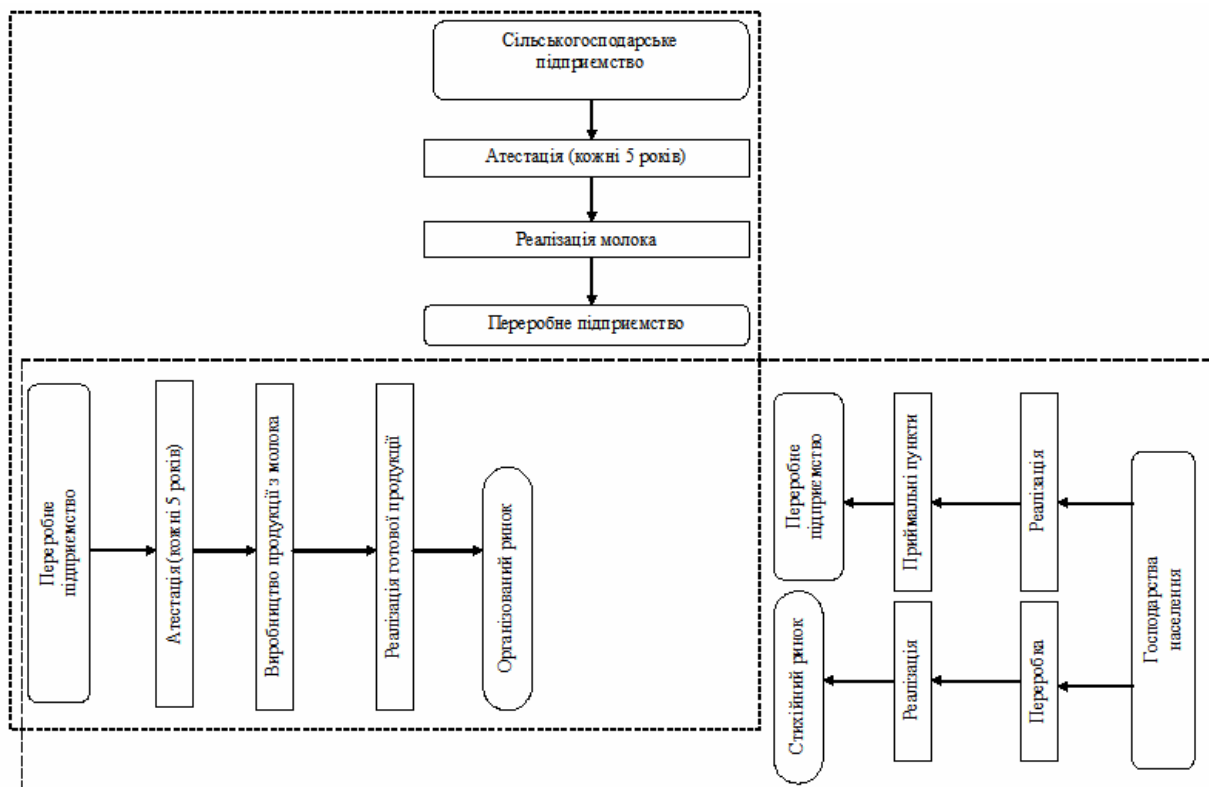 Сільськогосподарське
підприємство
Атестація (кожні 5 років)
Реалізація молока
Переробне підприємство
Переробне
підприємство
Атестація (кожні 5 років)
Виробництво продукції з молока
Реалізація готової продукції
Організований ринок
Переробне
підприємство
Приймальні пункти
Реалізація
Господарства
населення
Стихійний ринок
Реалізація
Переробка